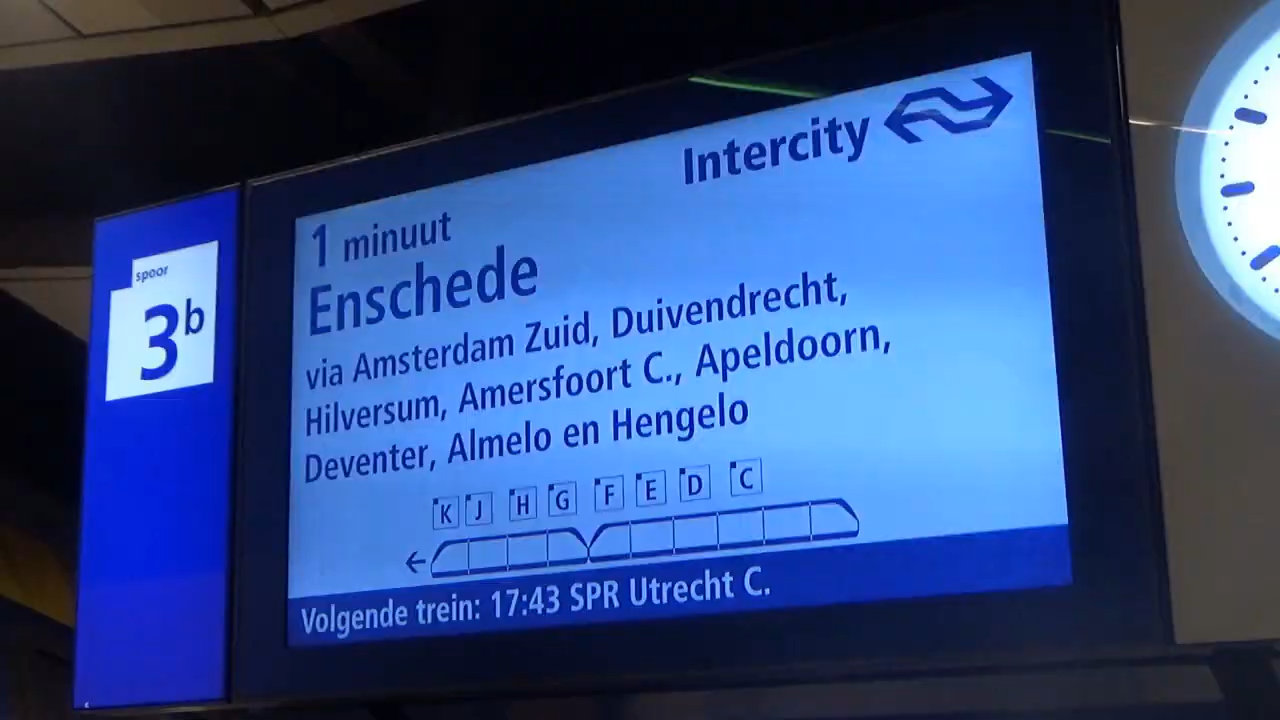 spoor
3b
Intercity
1 minuut
Enschede
via Amsterdam Zuid, Duivendrecht,
Hilversum, Amersfoort C., Apeldoorn,
Deventer, Almelo en Hengelo
K J H G F E D C
Volgende trein: 17:43 SPR Utrecht C.